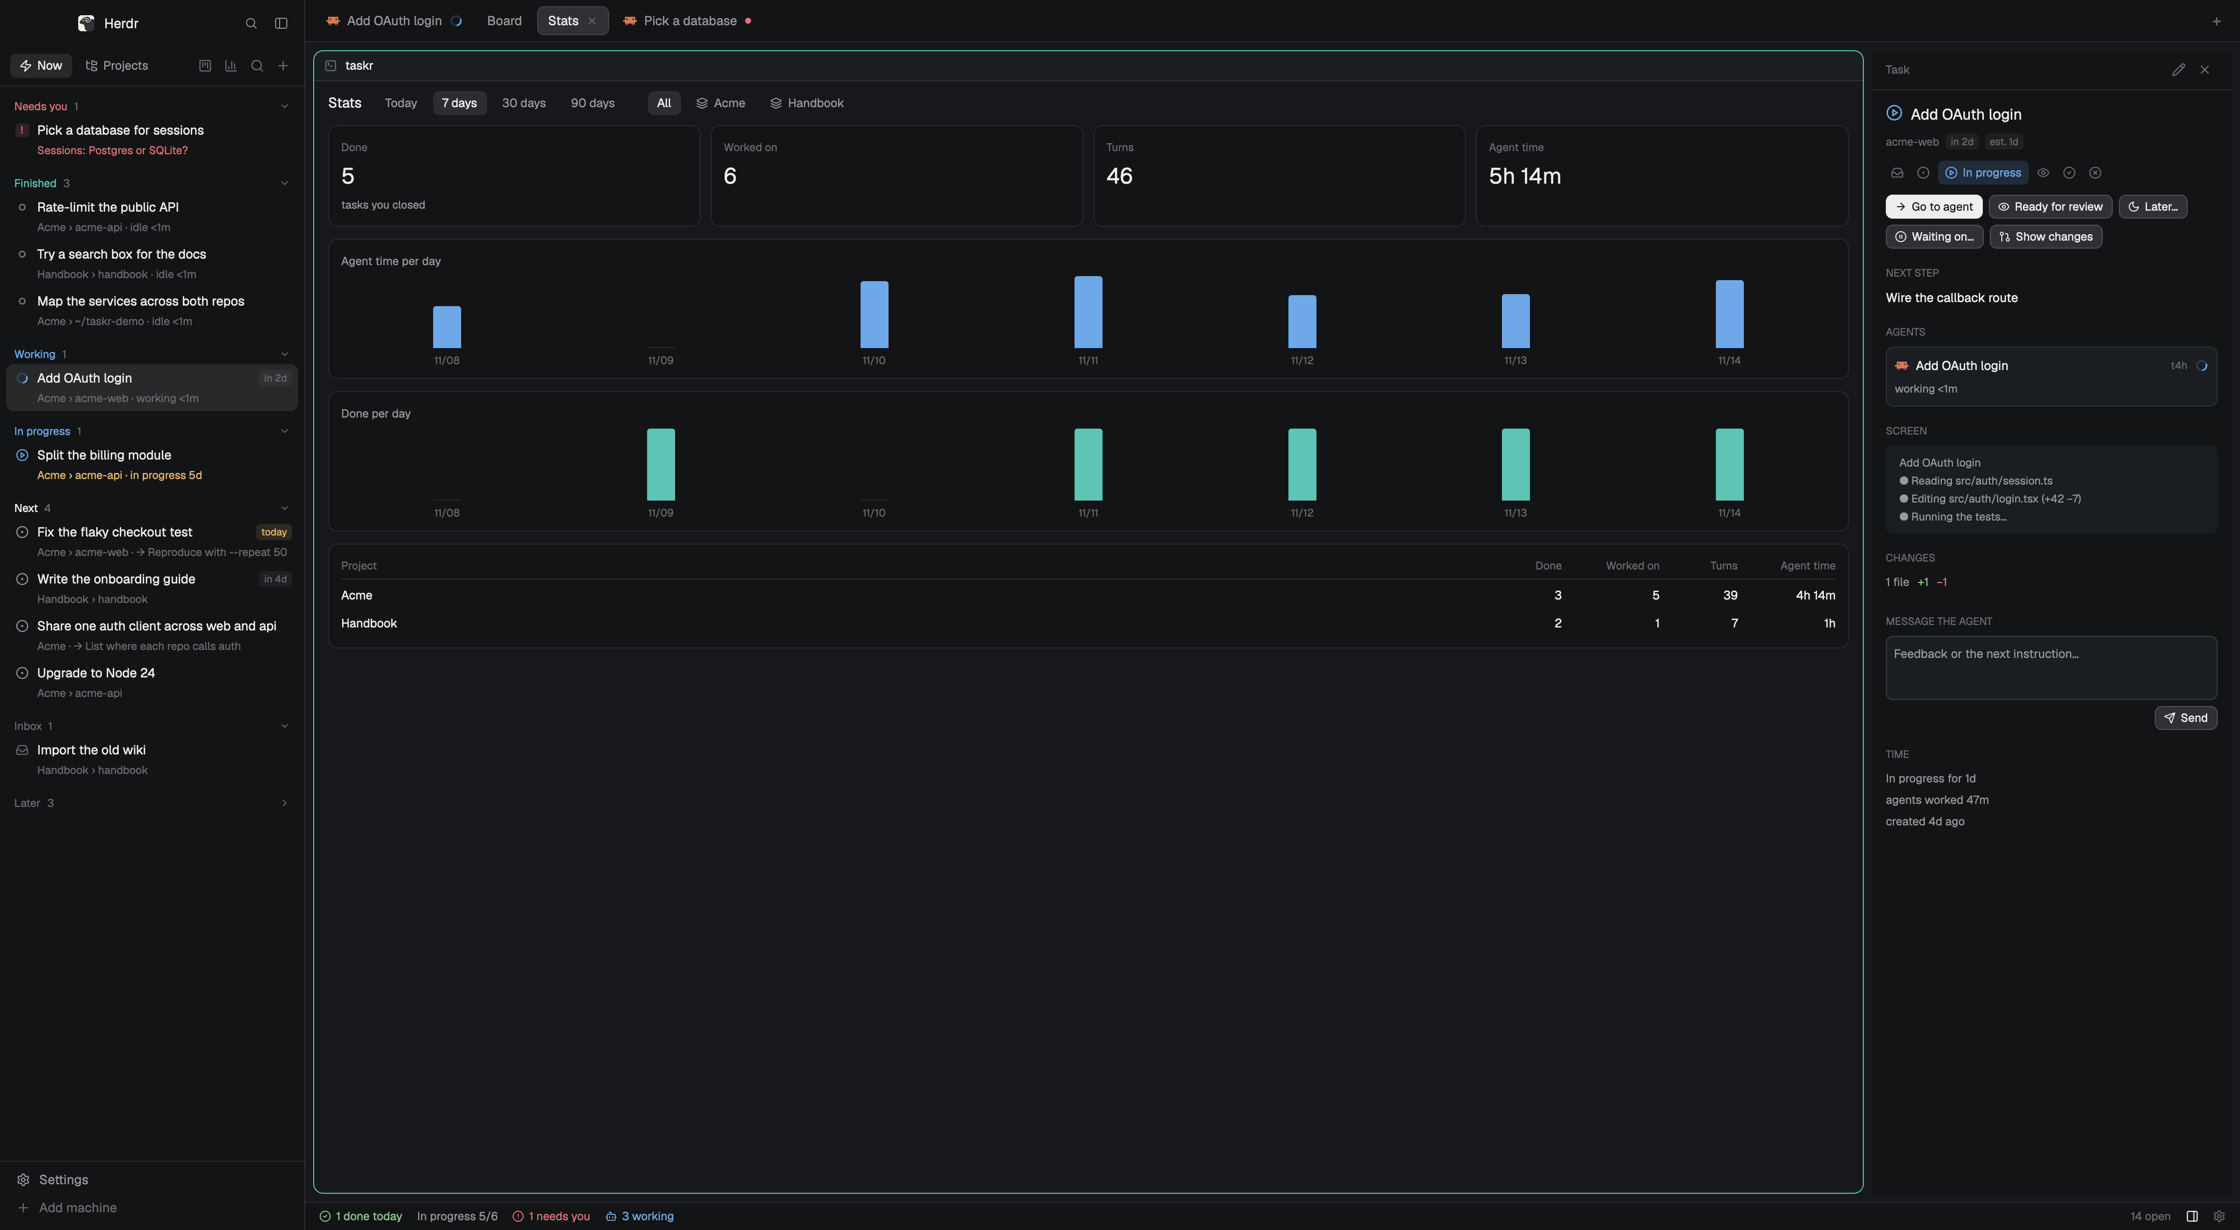 Herdr
Now
Projects
Needs you 1
! Pick a database for sessions
Sessions: Postgres or SQLite?
Finished 3
Rate-limit the public API
Acme › acme-api · idle <1m
Try a search box for the docs
Handbook › handbook · idle <1m
Map the services across both repos
Acme › ~/taskr-demo · idle <1m
Working 1
Add OAuth login in 2d
Acme › acme-web · working <1m
In progress 1
Split the billing module
Acme › acme-api · in progress 5d
Next 4
Fix the flaky checkout test today
Acme › acme-web · → Reproduce with --repeat 50
Write the onboarding guide in 4d
Handbook › handbook
Share one auth client across web and api
Acme · → List where each repo calls auth
Upgrade to Node 24
Acme › acme-api
Inbox 1
Import the old wiki
Handbook › handbook
Later 3
Settings
+ Add machine
Add OAuth login Board Stats × Pick a database
taskr
Stats Today 7 days 30 days 90 days All Acme Handbook
Done
5
tasks you closed
Worked on
6
Turns
46
Agent time
5h 14m
Agent time per day
11/08 11/09 11/10 11/11 11/12 11/13 11/14
Done per day
11/08 11/09 11/10 11/11 11/12 11/13 11/14
Project Done Worked on Turns Agent time
Acme 3 5 39 4h 14m
Handbook 2 1 7 1h
Task
Add OAuth login
acme-web in 2d est. 1d
In progress
→ Go to agent Ready for review Later...
Waiting on... Show changes
NEXT STEP
Wire the callback route
AGENTS
Add OAuth login t4h
working <1m
SCREEN
Add OAuth login
● Reading src/auth/session.ts
● Editing src/auth/login.tsx (+42 −7)
● Running the tests…
CHANGES
1 file +1 −1
MESSAGE THE AGENT
Feedback or the next instruction...
Send
TIME
In progress for 1d
agents worked 47m
created 4d ago
1 done today In progress 5/6 1 needs you 3 working
14 open